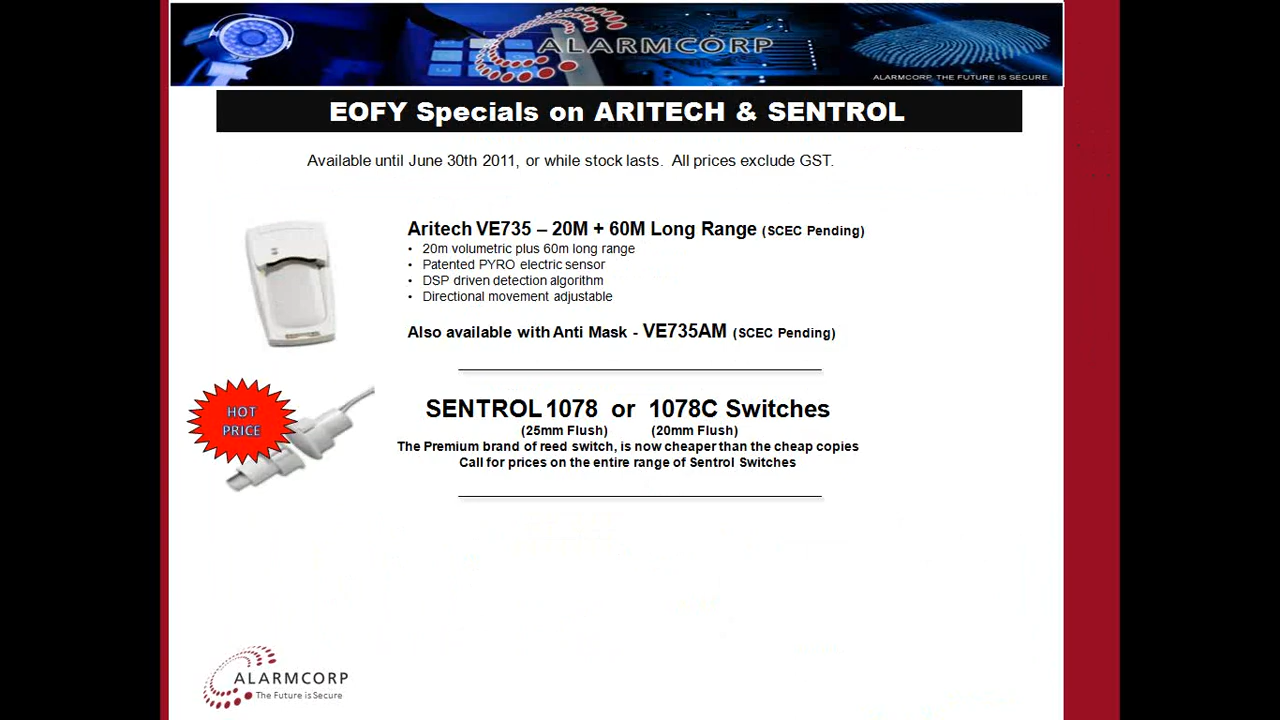 ALARMCORP
ALARMCORP. THE FUTURE IS SECURE
EOFY Specials on ARITECH & SENTROL
Available until June 30th 2011, or while stock lasts. All prices exclude GST.
Aritech VE735 – 20M + 60M Long Range (SCEC Pending)
• 20m volumetric plus 60m long range
• Patented PYRO electric sensor
• DSP driven detection algorithm
• Directional movement adjustable
Also available with Anti Mask - VE735AM (SCEC Pending)
HOT
PRICE
SENTROL 1078 or 1078C Switches
(25mm Flush) (20mm Flush)
The Premium brand of reed switch, is now cheaper than the cheap copies
Call for prices on the entire range of Sentrol Switches
ALARMCORP
The Future is Secure